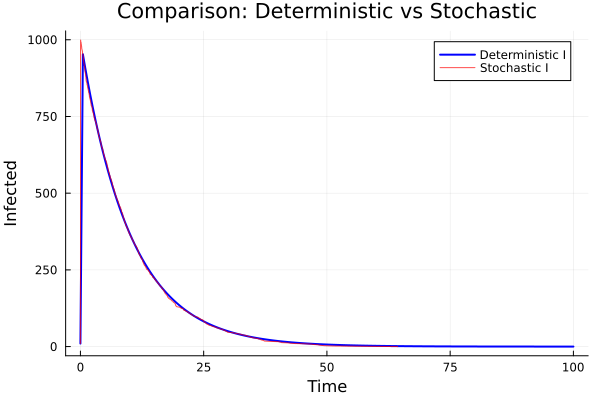 Comparison: Deterministic vs Stochastic
1000
750
500
250
0
Infected
Deterministic I
Stochastic I
0
25
50
75
100
Time